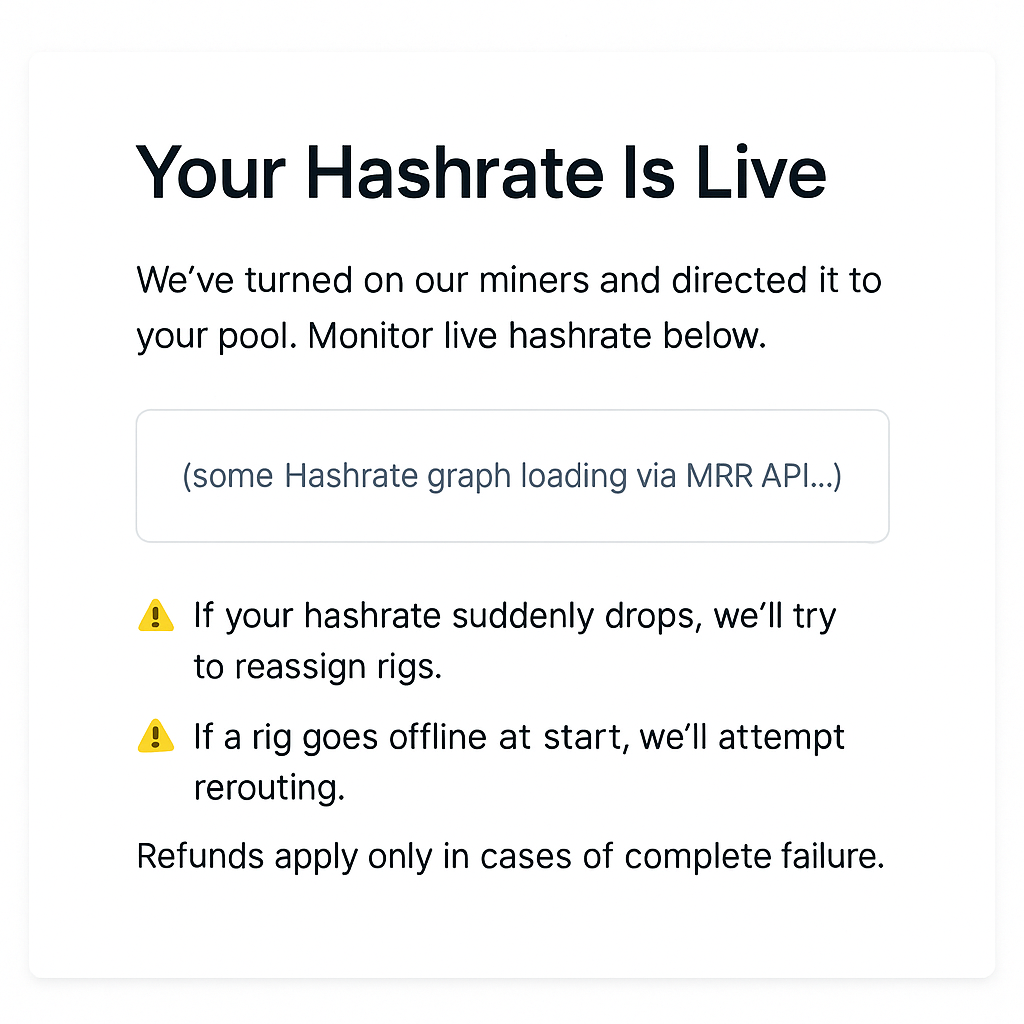 Your Hashrate Is Live
We’ve turned on our miners and directed it to
your pool. Monitor live hashrate below.
(some Hashrate graph loading via MRR API...)
⚠️ If your hashrate suddenly drops, we’ll try
to reassign rigs.
⚠️ If a rig goes offline at start, we’ll attempt
rerouting.
Refunds apply only in cases of complete failure.